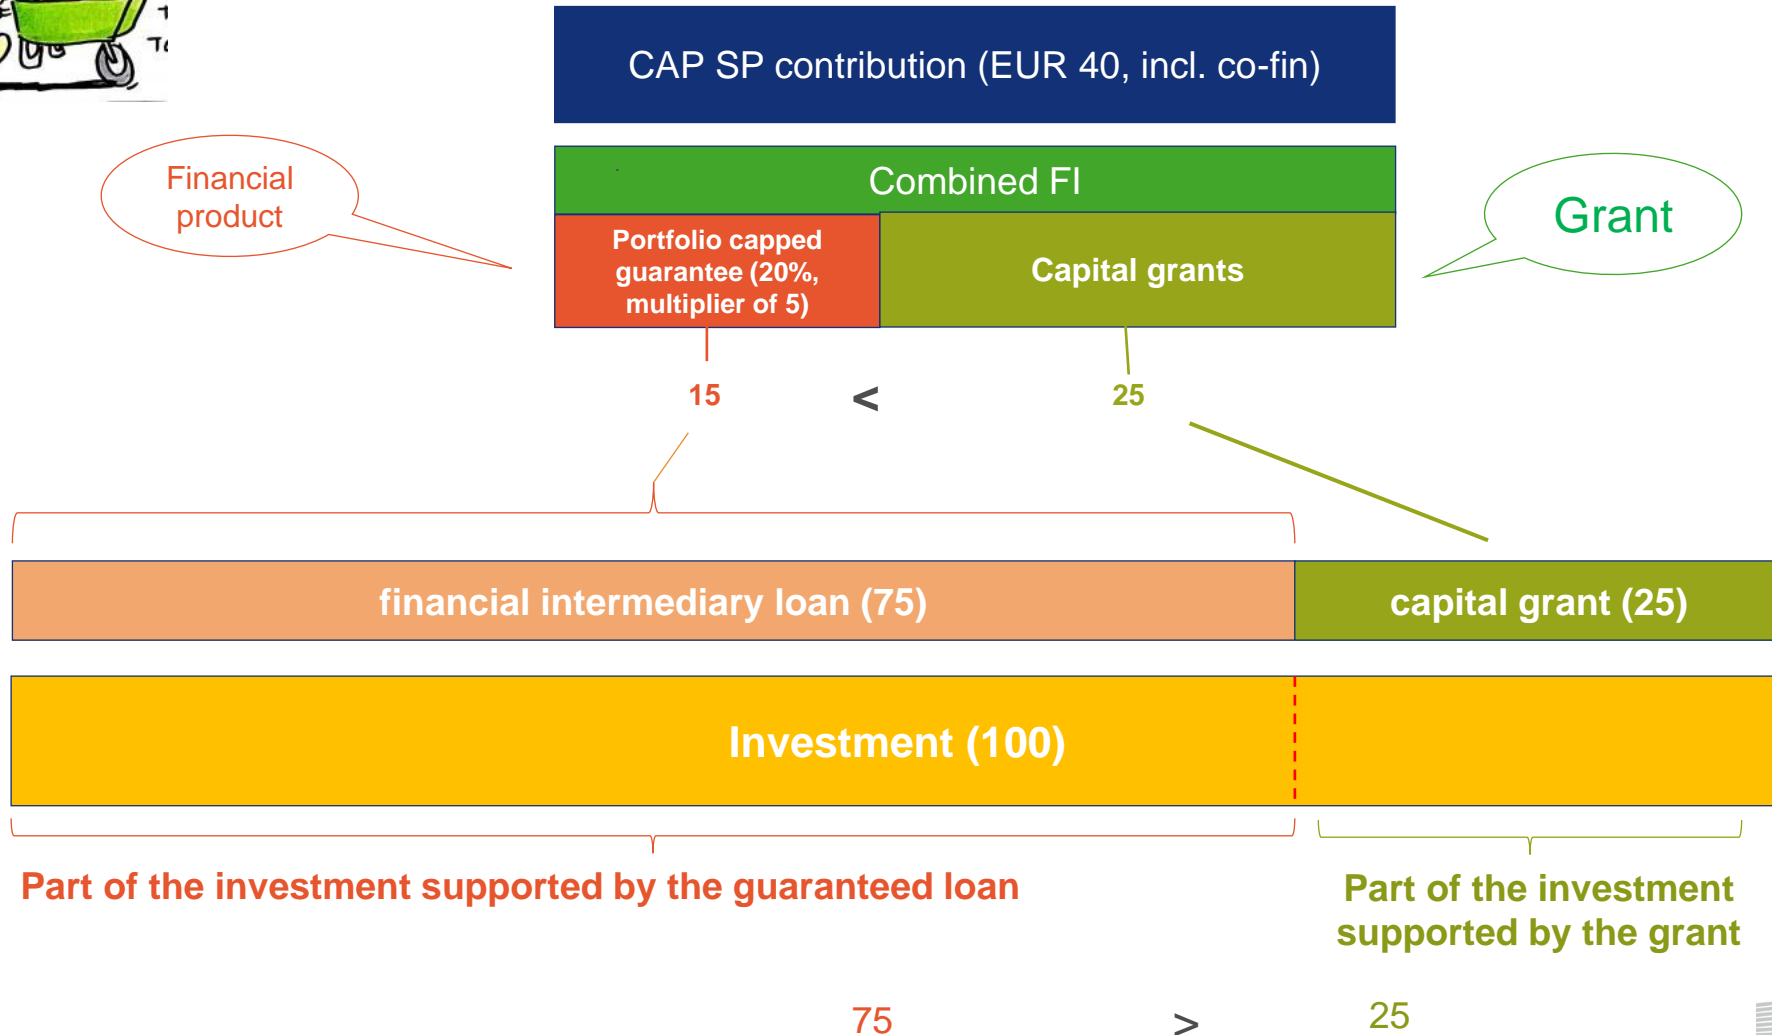 CAP SP contribution (EUR 40, incl. co-fin)
Financial
product
Combined FI
Grant
Portfolio capped
guarantee (20%,
multiplier of 5)
Capital grants
15
<
25
financial intermediary loan (75)
capital grant (25)
Investment (100)
Part of the investment supported by the guaranteed loan
Part of the investment
supported by the grant
75
>
25